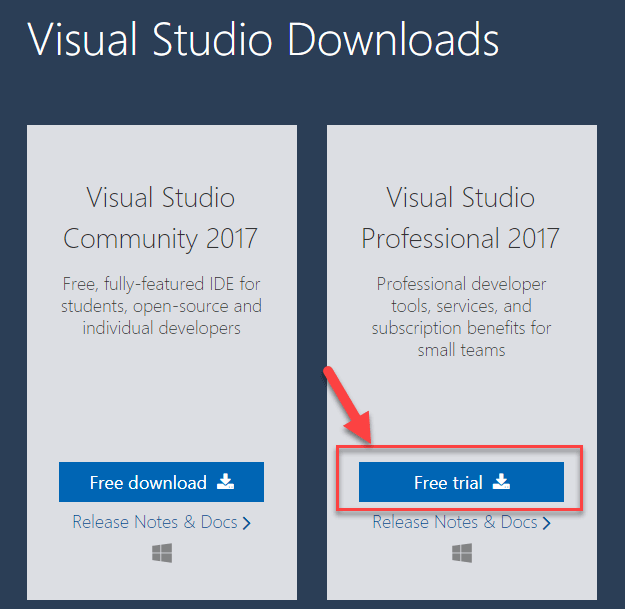 Visual Studio Downloads
Visual Studio
Community 2017
Free, fully-featured IDE for
students, open-source and
individual developers
Free download
Release Notes & Docs
Visual Studio
Professional 2017
Professional developer
tools, services, and
subscription benefits for
small teams
Free trial
Release Notes & Docs